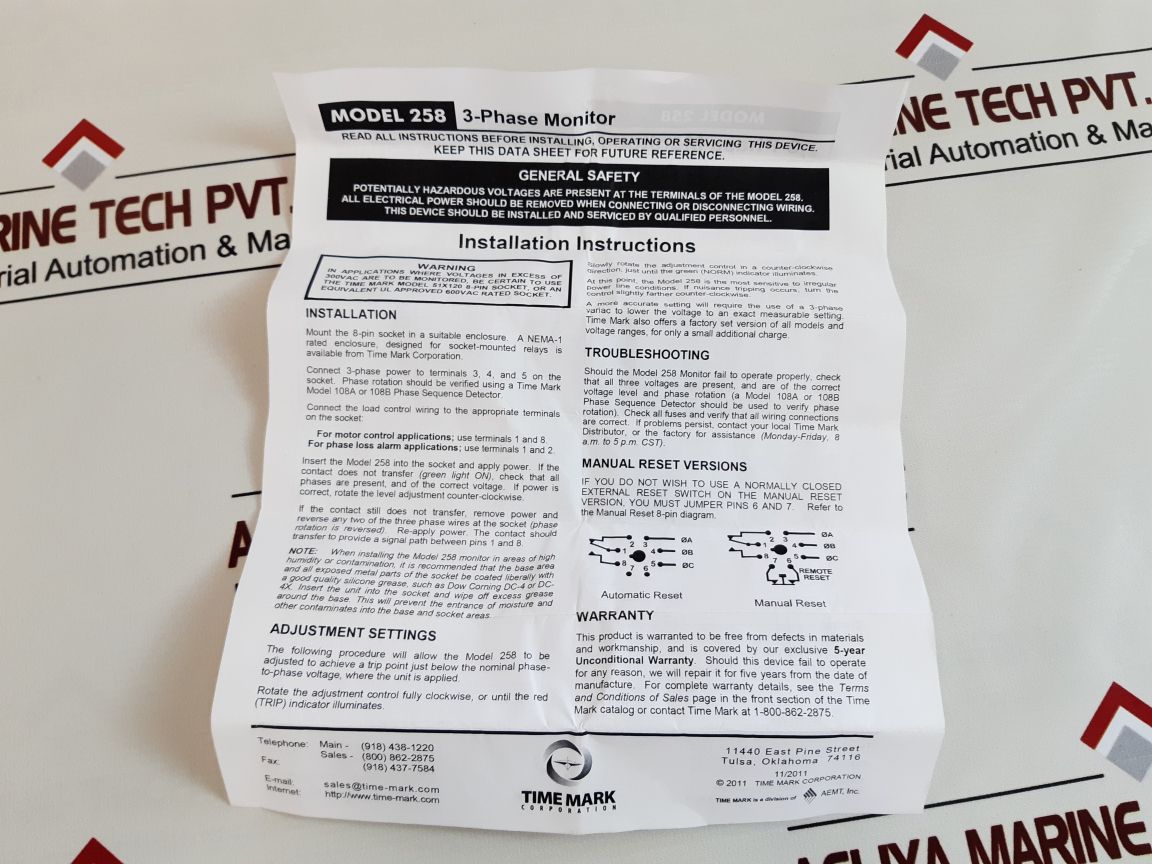 MODEL 258 3-Phase Monitor
READ ALL INSTRUCTIONS BEFORE INSTALLING, OPERATING OR SERVICING THIS DEVICE.
KEEP THIS DATA SHEET FOR FUTURE REFERENCE.
GENERAL SAFETY
POTENTIALLY HAZARDOUS VOLTAGES ARE PRESENT AT THE TERMINALS OF THE MODEL 258.
ALL ELECTRICAL POWER SHOULD BE REMOVED WHEN CONNECTING OR DISCONNECTING WIRING.
THIS DEVICE SHOULD BE INSTALLED AND SERVICED BY QUALIFIED PERSONNEL.
Installation Instructions
WARNING
IN APPLICATIONS WHERE VOLTAGES IN EXCESS OF
300VAC ARE TO BE MONITORED, BE CERTAIN TO USE
THE TIME MARK MODEL 51X120 8-PIN SOCKET, OR AN
EQUIVALENT UL APPROVED 600VAC RATED SOCKET.
INSTALLATION
Mount the 8-pin socket in a suitable enclosure. A NEMA-1
rated enclosure, designed for socket-mounted relays is
available from Time Mark Corporation.
Connect 3-phase power to terminals 3, 4, and 5 on the
socket. Phase rotation should be verified using a Time Mark
Model 108A or 108B Phase Sequence Detector.
Connect the load control wiring to the appropriate terminals
on the socket:
For motor control applications; use terminals 1 and 8.
For phase loss alarm applications; use terminals 1 and 2.
Insert the Model 258 into the socket and apply power. If the
contact does not transfer (green light ON), check that all
phases are present, and of the correct voltage. If power is
correct, rotate the level adjustment counter-clockwise.
If the contact still does not transfer, remove power and
reverse any two of the three phase wires at the socket (phase
rotation is reversed). Re-apply power. The contact should
transfer to provide a signal path between pins 1 and 8.
NOTE: When installing the Model 258 monitor in areas of high
humidity or contamination, it is recommended that the base area
and all exposed metal parts of the socket be coated liberally with
a good quality silicone grease, such as Dow Corning DC-4 or DC-
4X. Insert the unit into the socket and wipe off excess grease
around the base. This will prevent the entrance of moisture and
other contaminates into the base and socket areas.
ADJUSTMENT SETTINGS
The following procedure will allow the Model 258 to be
adjusted to achieve a trip point just below the nominal phase-
to-phase voltage, where the unit is applied.
Rotate the adjustment control fully clockwise, or until the red
(TRIP) indicator illuminates.
Slowly rotate the adjustment control in a counter-clockwise
direction, just until the green (NORM) indicator illuminates.
At this point, the Model 258 is the most sensitive to irregular
power line conditions. If nuisance tripping occurs, turn the
control slightly farther counter-clockwise.
A more accurate setting will require the use of a 3-phase
variac to lower the voltage to an exact measurable setting.
Time Mark also offers a factory set version of all models and
voltage ranges, for only a small additional charge.
TROUBLESHOOTING
Should the Model 258 Monitor fail to operate properly, check
that all three voltages are present, and are of the correct
voltage level and phase rotation (a Model 108A or 108B
Phase Sequence Detector should be used to verify phase
rotation). Check all fuses and verify that all wiring connections
are correct. If problems persist, contact your local Time Mark
Distributor, or the factory for assistance (Monday-Friday, 8
a.m. to 5 p.m. CST).
MANUAL RESET VERSIONS
IF YOU DO NOT WISH TO USE A NORMALLY CLOSED
EXTERNAL RESET SWITCH ON THE MANUAL RESET
VERSION, YOU MUST JUMPER PINS 6 AND 7. Refer to
the Manual Reset 8-pin diagram.
2 3 ØA
1 4 ØB
8 5 ØC
7 6
Automatic Reset
2 3 ØA
1 4 ØB
8 5 ØC
7 6
REMOTE
RESET
Manual Reset
WARRANTY
This product is warranted to be free from defects in materials
and workmanship, and is covered by our exclusive 5-year
Unconditional Warranty. Should this device fail to operate
for any reason, we will repair it for five years from the date of
manufacture. For complete warranty details, see the Terms
and Conditions of Sales page in the front section of the Time
Mark catalog or contact Time Mark at 1-800-862-2875.
Telephone: Main - (918) 438-1220
Sales - (800) 862-2875
Fax: (918) 437-7584
E-mail: sales@time-mark.com
Internet: http://www.time-mark.com
TIME MARK
CORPORATION
11440 East Pine Street
Tulsa, Oklahoma 74116
11/2011
© 2011 TIME MARK CORPORATION
TIME MARK is a division of AEMT, Inc.
RINE TECH PVT.
rial Automation & Ma
INE TECH PVT.
rial Automation & Ma
A
MARINE